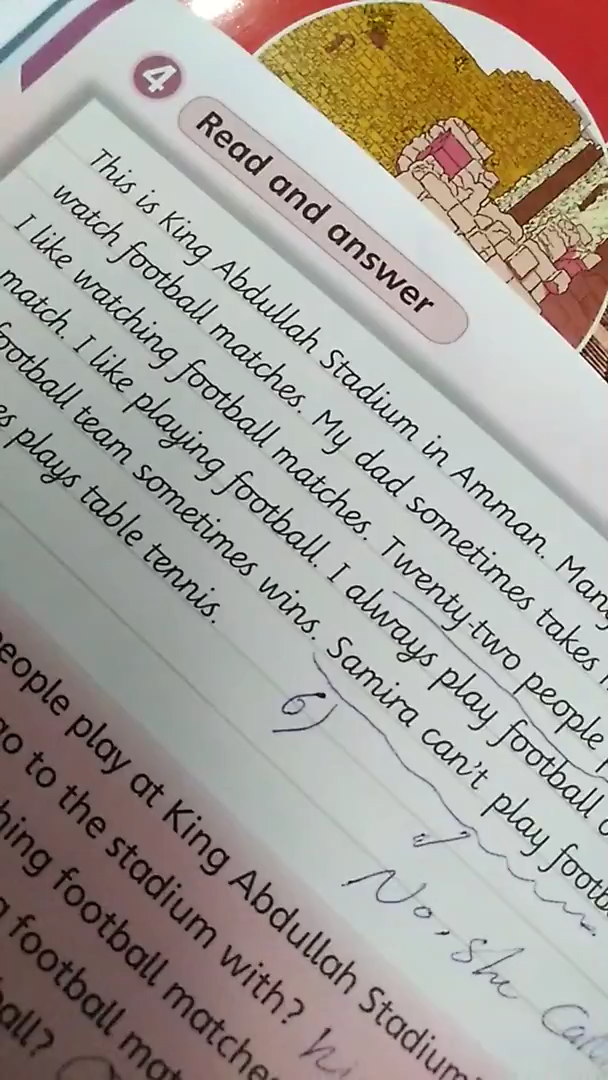 4
Read and answer
This is King Abdullah Stadium in Amman. Many
watch football matches. My dad sometimes takes
I like watching football matches. Twenty-two people
match. I like playing football. I always play football
football team sometimes wins. Samira can't play
plays table tennis.
6)
No, she
people play at King Abdullah Stadium
go to the stadium with?
football matches
football